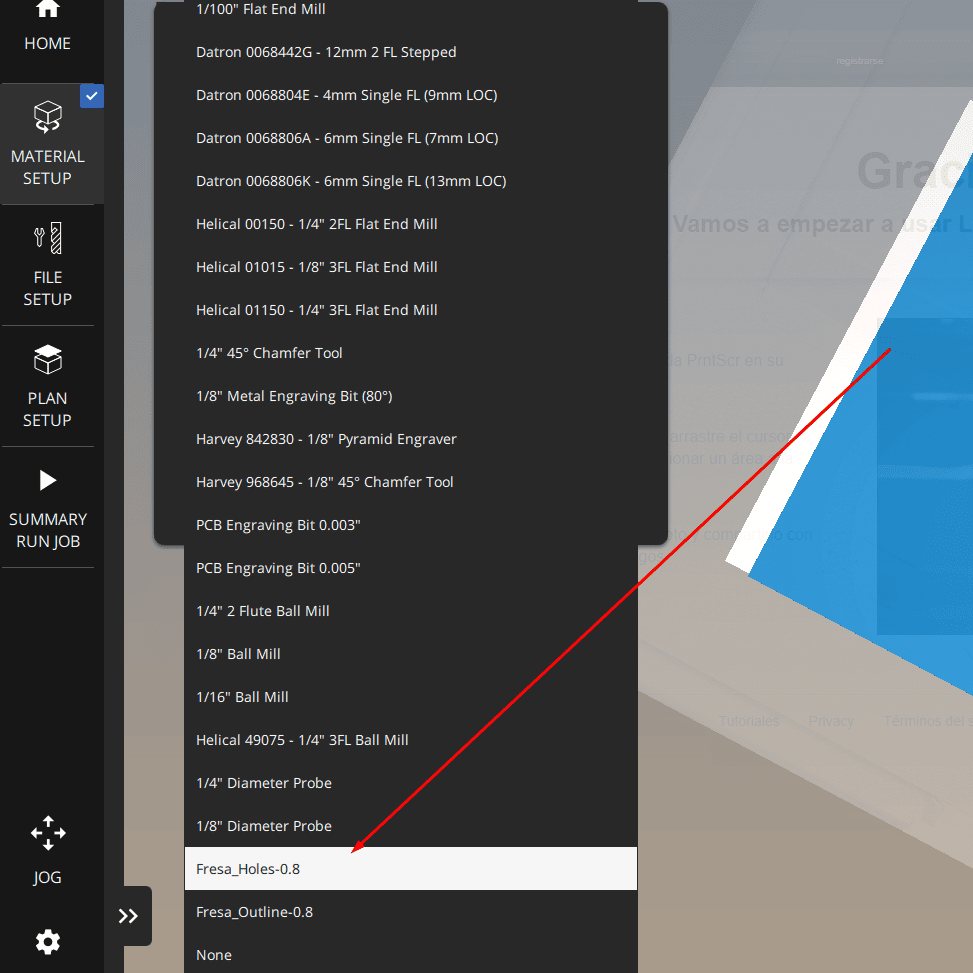 HOME
MATERIAL
SETUP
FILE
SETUP
PLAN
SETUP
SUMMARY
RUN JOB
JOG
1/100" Flat End Mill
Datron 0068442G - 12mm 2 FL Stepped
Datron 0068804E - 4mm Single FL (9mm LOC)
Datron 0068806A - 6mm Single FL (7mm LOC)
Datron 0068806K - 6mm Single FL (13mm LOC)
Helical 00150 - 1/4" 2FL Flat End Mill
Helical 01015 - 1/8" 3FL Flat End Mill
Helical 01150 - 1/4" 3FL Flat End Mill
1/4" 45° Chamfer Tool
1/8" Metal Engraving Bit (80°)
Harvey 842830 - 1/8" Pyramid Engraver
Harvey 968645 - 1/8" 45° Chamfer Tool
PCB Engraving Bit 0.003"
PCB Engraving Bit 0.005"
1/4" 2 Flute Ball Mill
1/8" Ball Mill
1/16" Ball Mill
Helical 49075 - 1/4" 3FL Ball Mill
1/4" Diameter Probe
1/8" Diameter Probe
Fresa_Holes-0.8
Fresa_Outline-0.8
None
registrarse
Graci
Vamos a empezar a usar L
la PrntScr en su
arrastre el cursor
ionar un área
y compartido con
gos
Tutoriales Privacy Términos del s